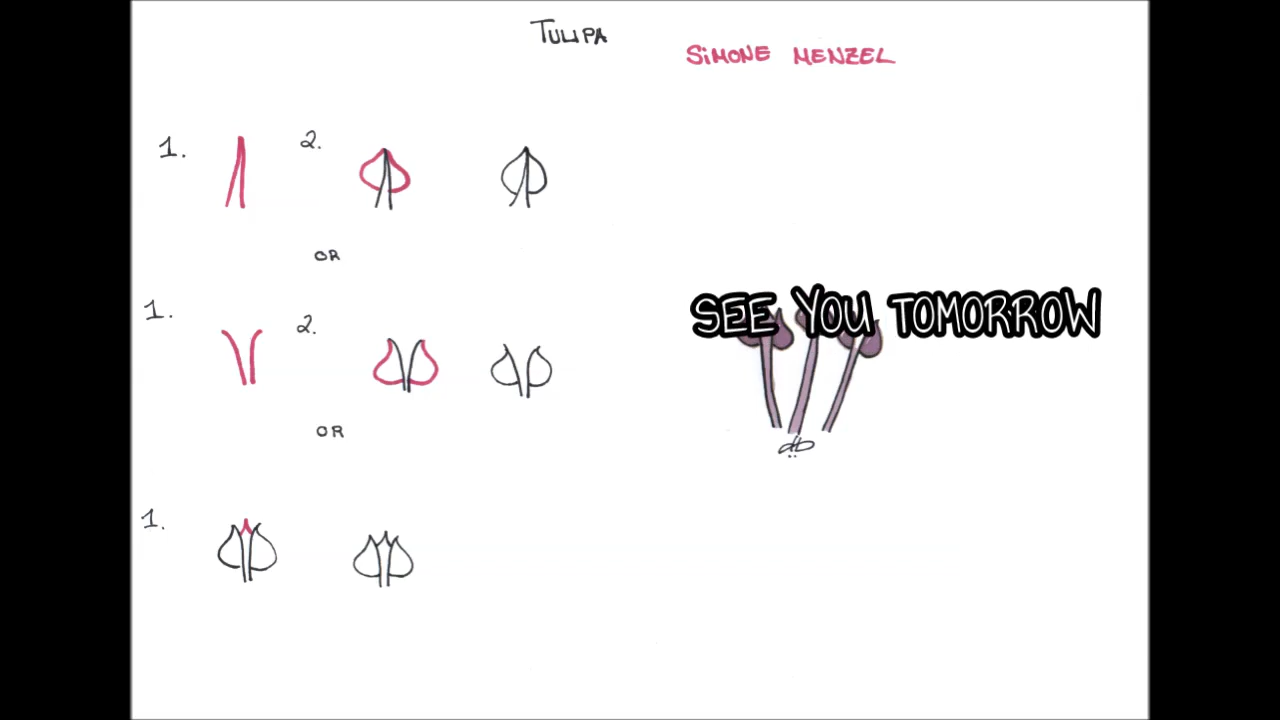 TULIPA
SiMONE MENZEL
1.
2.
OR
SEE YOU TOMORROW
1.
2.
OR
1.